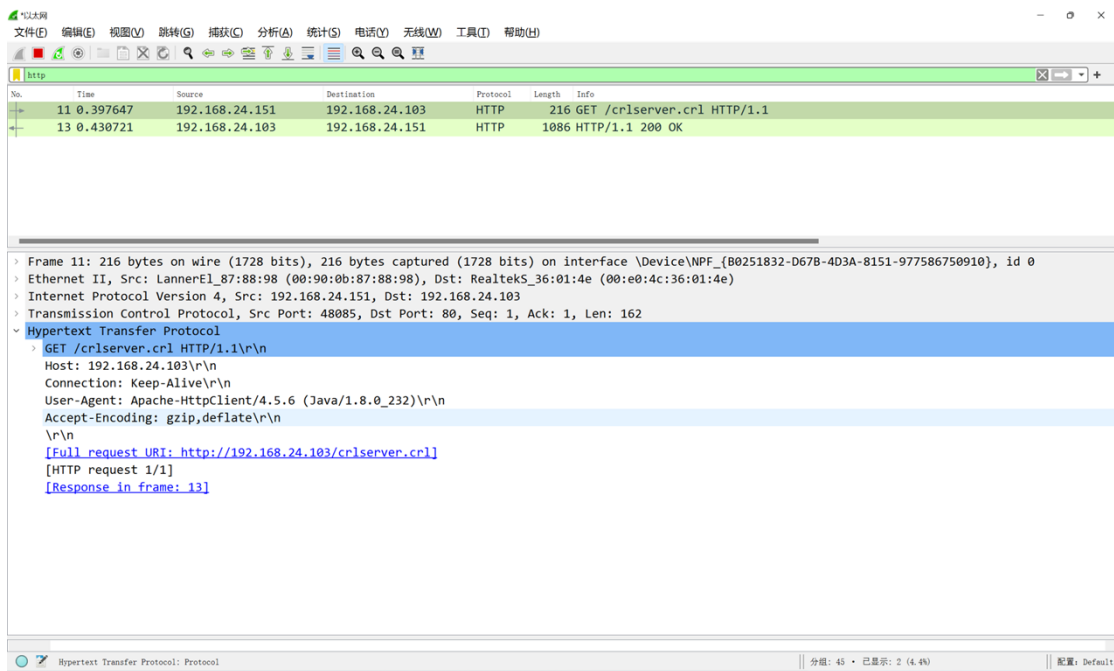 *以太网
文件(F) 编辑(E) 视图(V) 跳转(G) 捕获(C) 分析(A) 统计(S) 电话(Y) 无线(W) 工具(T) 帮助(H)
http
No. Time Source Destination Protocol Length Info
11 0.397647 192.168.24.151 192.168.24.103 HTTP 216 GET /crlserver.crl HTTP/1.1
13 0.430721 192.168.24.103 192.168.24.151 HTTP 1086 HTTP/1.1 200 OK
Frame 11: 216 bytes on wire (1728 bits), 216 bytes captured (1728 bits) on interface \Device\NPF_{B0251832-D67B-4D3A-8151-977586750910}, id 0
Ethernet II, Src: LannerEl_87:88:98 (00:90:0b:87:88:98), Dst: RealtekS_36:01:4e (00:e0:4c:36:01:4e)
Internet Protocol Version 4, Src: 192.168.24.151, Dst: 192.168.24.103
Transmission Control Protocol, Src Port: 48085, Dst Port: 80, Seq: 1, Ack: 1, Len: 162
Hypertext Transfer Protocol
GET /crlserver.crl HTTP/1.1\r\n
Host: 192.168.24.103\r\n
Connection: Keep-Alive\r\n
User-Agent: Apache-HttpClient/4.5.6 (Java/1.8.0_232)\r\n
Accept-Encoding: gzip,deflate\r\n
\r\n
[Full request URI: http://192.168.24.103/crlserver.crl]
[HTTP request 1/1]
[Response in frame: 13]
Hypertext Transfer Protocol: Protocol 分组: 45 · 已显示: 2 (4.4%) 配置: Default